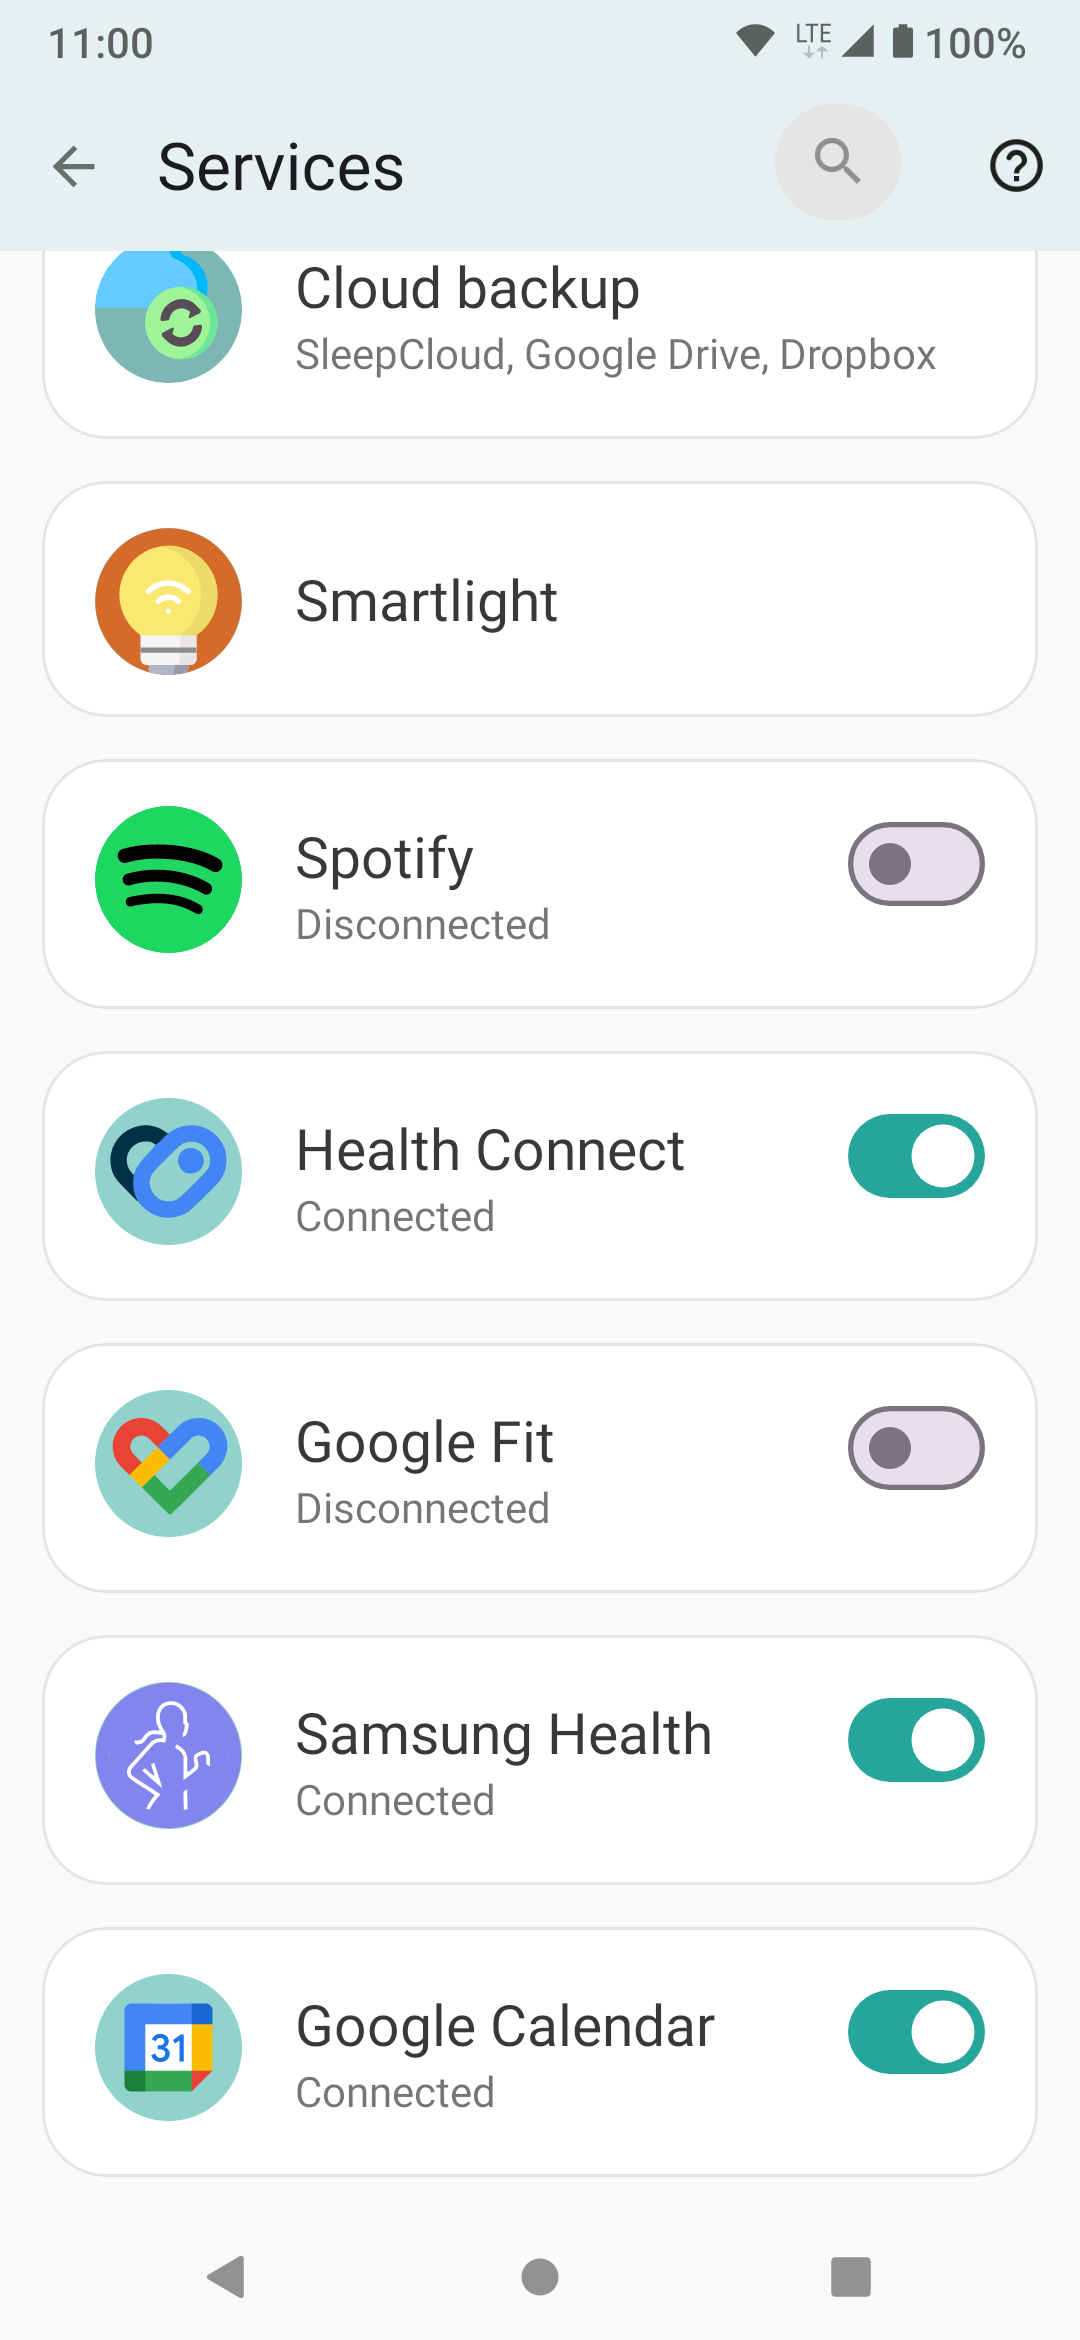 11:00 LTE 100%
Services
Cloud backup
SleepCloud, Google Drive, Dropbox
Smartlight
Spotify
Disconnected
Health Connect
Connected
Google Fit
Disconnected
Samsung Health
Connected
31
Google Calendar
Connected